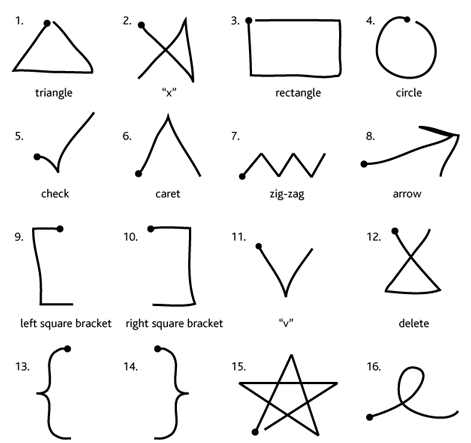 1. 2. 3. 4.
triangle "x" rectangle circle
5. 6. 7. 8.
check caret zig-zag arrow
9. 10. 11. 12.
left square bracket right square bracket "v" delete
13. 14. 15. 16.